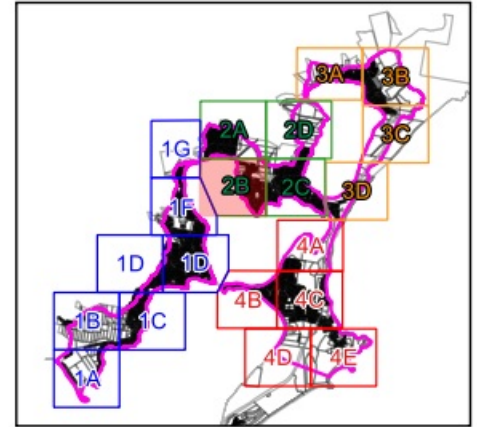 3A 3B
2A 2D 3C
1G
2B 2C 3D
1F
4A
1D 1D
4B 4C
1B 1C
4D 4E
1A